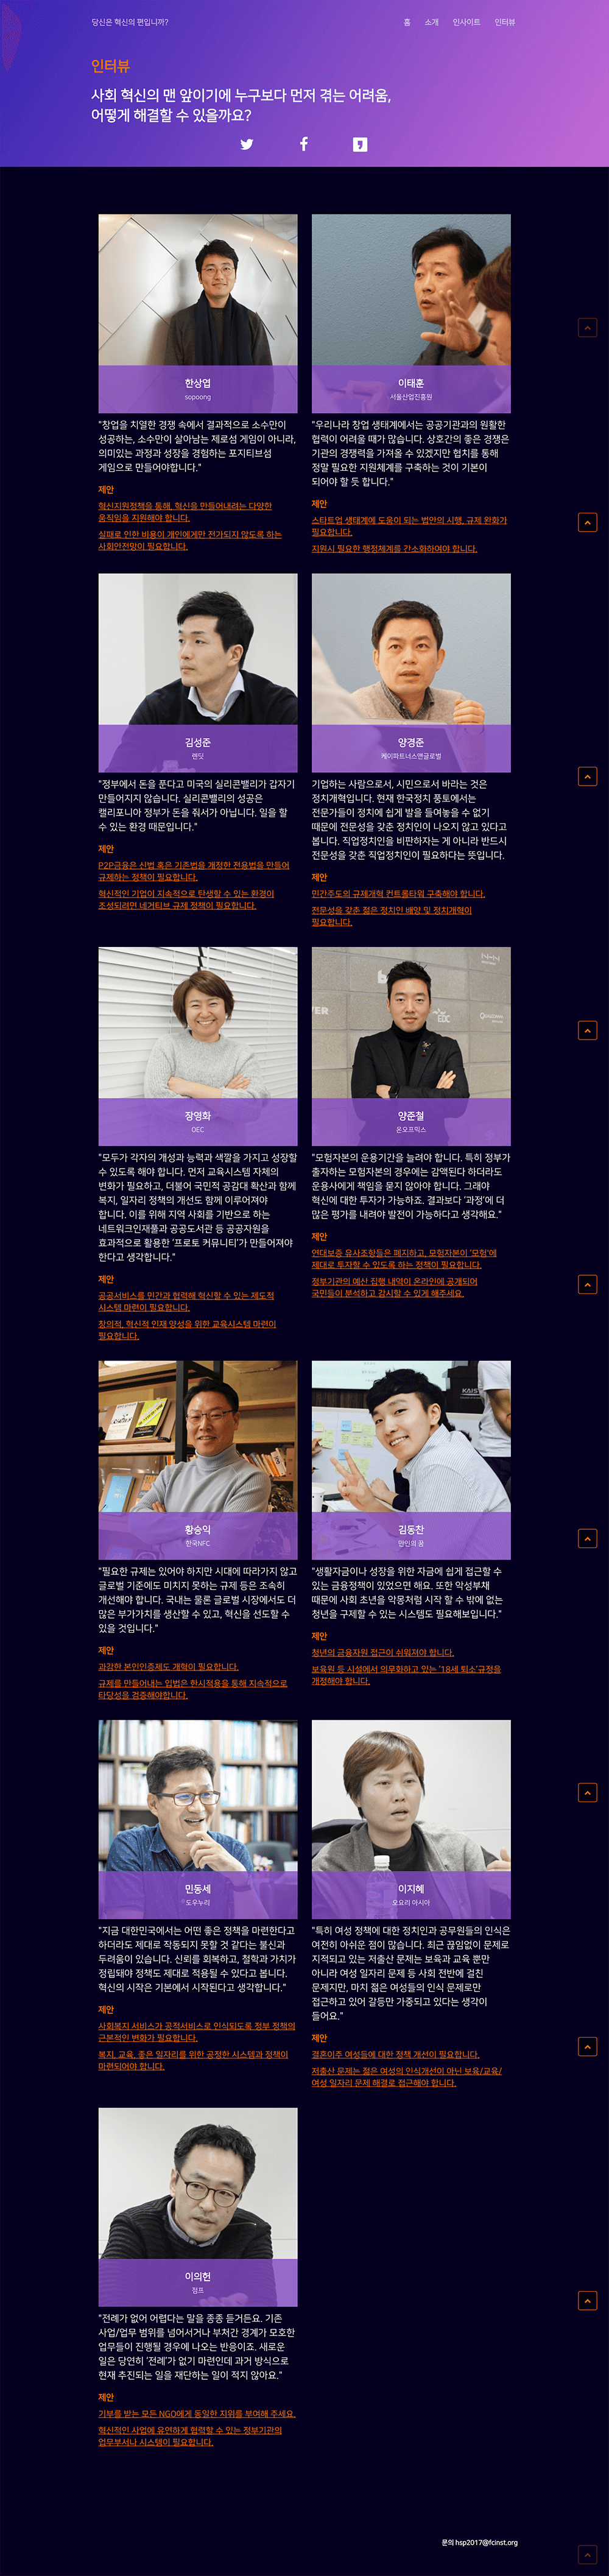 당신은 혁신의 편입니까?
홈 소개 인사이트 인터뷰
인터뷰
사회 혁신의 맨 앞이기에 누구보다 먼저 겪는 어려움,
어떻게 해결할 수 있을까요?
한상엽
sopoong
"창업을 치열한 경쟁 속에서 결과적으로 소수만이
성공하는, 소수만이 살아남는 제로섬 게임이 아니라,
의미있는 과정과 성장을 경험하는 포지티브섬
게임으로 만들어야합니다."
제안
혁신지원정책을 통해, 혁신을 만들어내려는 다양한
움직임을 지원해야 합니다.
실패로 인한 비용이 개인에게만 전가되지 않도록 하는
사회안전망이 필요합니다.
이태훈
서울산업진흥원
"우리나라 창업 생태계에서는 공공기관과의 원활한
협력이 어려울 때가 많습니다. 상호간의 좋은 경쟁은
기관의 경쟁력을 가져올 수 있겠지만 협치를 통해
정말 필요한 지원체계를 구축하는 것이 기본이
되어야 할 듯 합니다."
제안
스타트업 생태계에 도움이 되는 법안의 시행, 규제 완화가
필요합니다.
지원시 필요한 행정체계를 간소화하여야 합니다.
김성준
렌딧
"정부에서 돈을 푼다고 미국의 실리콘밸리가 갑자기
만들어지지 않습니다. 실리콘밸리의 성공은
캘리포니아 정부가 돈을 줘서가 아닙니다. 일을 할
수 있는 환경 때문입니다."
제안
P2P금융은 신법 혹은 기존법을 개정한 전용법을 만들어
규제하는 정책이 필요합니다.
혁신적인 기업이 지속적으로 탄생할 수 있는 환경이
조성되려면 네거티브 규제 정책이 필요합니다.
양경준
케이파트너스앤글로벌
기업하는 사람으로서, 시민으로서 바라는 것은
정치개혁입니다. 현재 한국정치 풍토에서는
전문가들이 정치에 쉽게 발을 들여놓을 수 없기
때문에 전문성을 갖춘 정치인이 나오지 않고 있다고
봅니다. 직업정치인을 비판하자는 게 아니라 반드시
전문성을 갖춘 직업정치인이 필요하다는 뜻입니다.
제안
민간주도의 규제개혁 컨트롤타워 구축해야 합니다.
전문성을 갖춘 젊은 정치인 배양 및 정치개혁이
필요합니다.
장영화
OEC
"모두가 각자의 개성과 능력과 색깔을 가지고 성장할
수 있도록 해야 합니다. 먼저 교육시스템 자체의
변화가 필요하고, 더불어 국민적 공감대 확산과 함께
복지, 일자리 정책의 개선도 함께 이루어져야
합니다. 이를 위해 지역 사회를 기반으로 하는
네트워크인재풀과 공공도서관 등 공공자원을
효과적으로 활용한 '프로토 커뮤니티'가 만들어져야
한다고 생각합니다."
제안
공공서비스를 민간과 협력해 혁신할 수 있는 제도적
시스템 마련이 필요합니다.
창의적, 혁신적 인재 양성을 위한 교육시스템 마련이
필요합니다.
양준철
온오프믹스
"모험자본의 운용기간을 늘려야 합니다. 특히 정부가
출자하는 모험자본의 경우에는 감액된다 하더라도
운용사에게 책임을 묻지 않아야 합니다. 그래야
혁신에 대한 투자가 가능하죠. 결과보다 '과정'에 더
많은 평가를 내려야 발전이 가능하다고 생각해요."
제안
연대보증 유사조항들은 폐지하고, 모험자본이 '모험'에
제대로 투자할 수 있도록 하는 정책이 필요합니다.
정부기관의 예산 집행 내역이 온라인에 공개되어
국민들이 분석하고 감시할 수 있게 해주세요.
황승익
한국NFC
"필요한 규제는 있어야 하지만 시대에 따라가지 않고
글로벌 기준에도 미치지 못하는 규제 등은 조속히
개선해야 합니다. 국내는 물론 글로벌 시장에서도 더
많은 부가가치를 생산할 수 있고, 혁신을 선도할 수
있을 것입니다."
제안
과감한 본인인증제도 개혁이 필요합니다.
규제를 만들어내는 입법은 한시적용을 통해 지속적으로
타당성을 검증해야합니다.
김동찬
만인의 꿈
"생활자금이나 성장을 위한 자금에 쉽게 접근할 수
있는 금융정책이 있었으면 해요. 또한 악성부채
때문에 사회 초년을 악몽처럼 시작 할 수 밖에 없는
청년을 구제할 수 있는 시스템도 필요해보입니다."
제안
청년의 금융자원 접근이 쉬워져야 합니다.
보육원 등 시설에서 의무화하고 있는 '18세 퇴소'규정을
개정해야 합니다.
민동세
도우누리
"지금 대한민국에서는 어떤 좋은 정책을 마련한다고
하더라도 제대로 작동되지 못할 것 같다는 불신과
두려움이 있습니다. 신뢰를 회복하고, 철학과 가치가
정립돼야 정책도 제대로 적용될 수 있다고 봅니다.
혁신의 시작은 기본에서 시작된다고 생각합니다."
제안
사회복지 서비스가 공적서비스로 인식되도록 정부 정책의
근본적인 변화가 필요합니다.
복지, 교육, 좋은 일자리를 위한 공정한 시스템과 정책이
마련되어야 합니다.
이지혜
오요리 아시아
"특히 여성 정책에 대한 정치인과 공무원들의 인식은
여전히 아쉬운 점이 많습니다. 최근 끊임없이 문제로
지적되고 있는 저출산 문제는 보육과 교육 뿐만
아니라 여성 일자리 문제 등 사회 전반에 걸친
문제지만, 마치 젊은 여성들의 인식 문제로만
접근하고 있어 갈등만 가중되고 있다는 생각이
들어요."
제안
결혼이주 여성들에 대한 정책 개선이 필요합니다.
저출산 문제는 젊은 여성의 인식개선이 아닌 보육/교육/
여성 일자리 문제 해결로 접근해야 합니다.
이의헌
점프
"전례가 없어 어렵다는 말을 종종 듣거든요. 기존
사업/업무 범위를 넘어서거나 부처간 경계가 모호한
업무들이 진행될 경우에 나오는 반응이죠. 새로운
일은 당연히 '전례'가 없기 마련인데 과거 방식으로
현재 추진되는 일을 재단하는 일이 적지 않아요."
제안
기부를 받는 모든 NGO에게 동일한 지위를 부여해 주세요.
혁신적인 사업에 유연하게 협력할 수 있는 정부기관의
업무부서나 시스템이 필요합니다.
문의 hsp2017@fcinst.org